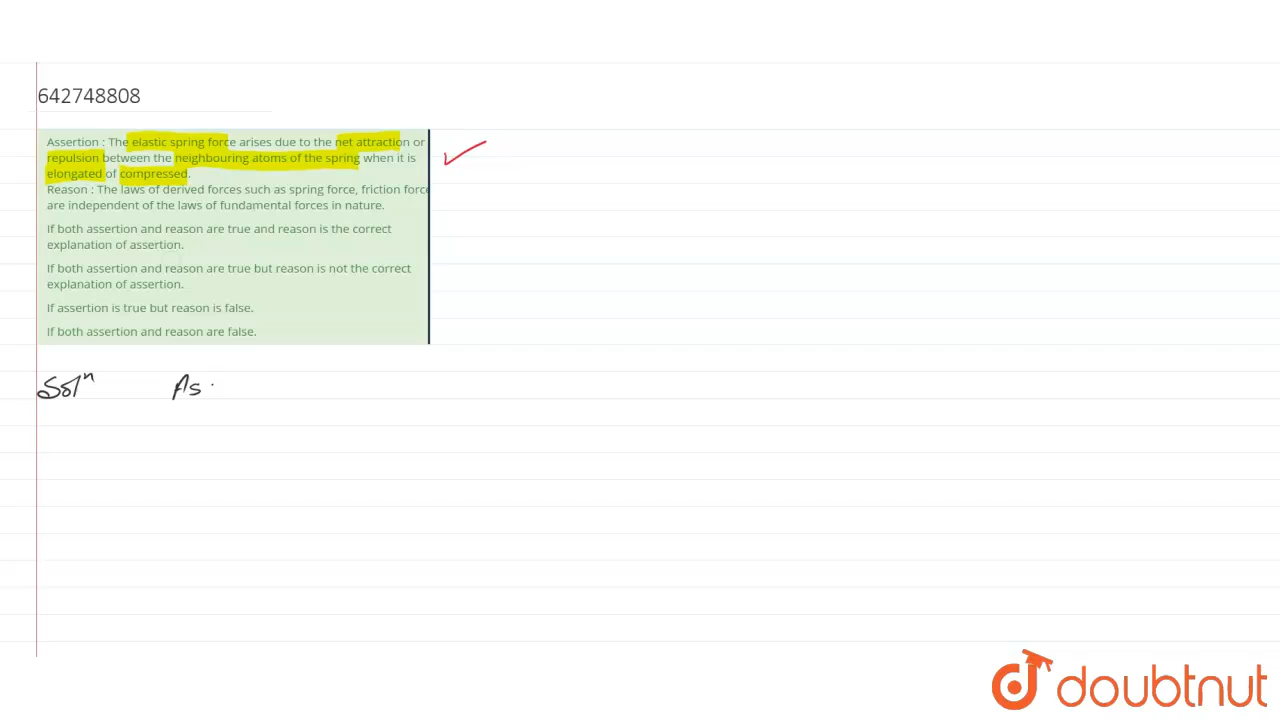 642748808
Assertion : The elastic spring force arises due to the net attraction or
repulsion between the neighbouring atoms of the spring when it is
elongated of compressed.
Reason : The laws of derived forces such as spring force, friction force
are independent of the laws of fundamental forces in nature.
If both assertion and reason are true and reason is the correct
explanation of assertion.
If both assertion and reason are true but reason is not the correct
explanation of assertion.
If assertion is true but reason is false.
If both assertion and reason are false.
Solⁿ As
doubtnut